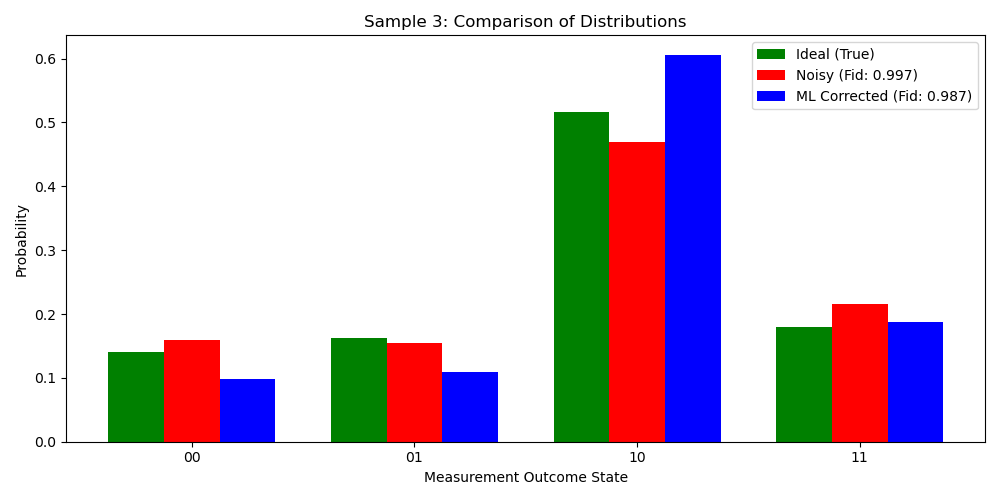 Sample 3: Comparison of Distributions
Ideal (True)
Noisy (Fid: 0.997)
ML Corrected (Fid: 0.987)
Probability
0.6
0.5
0.4
0.3
0.2
0.1
0.0
00 01 10 11
Measurement Outcome State